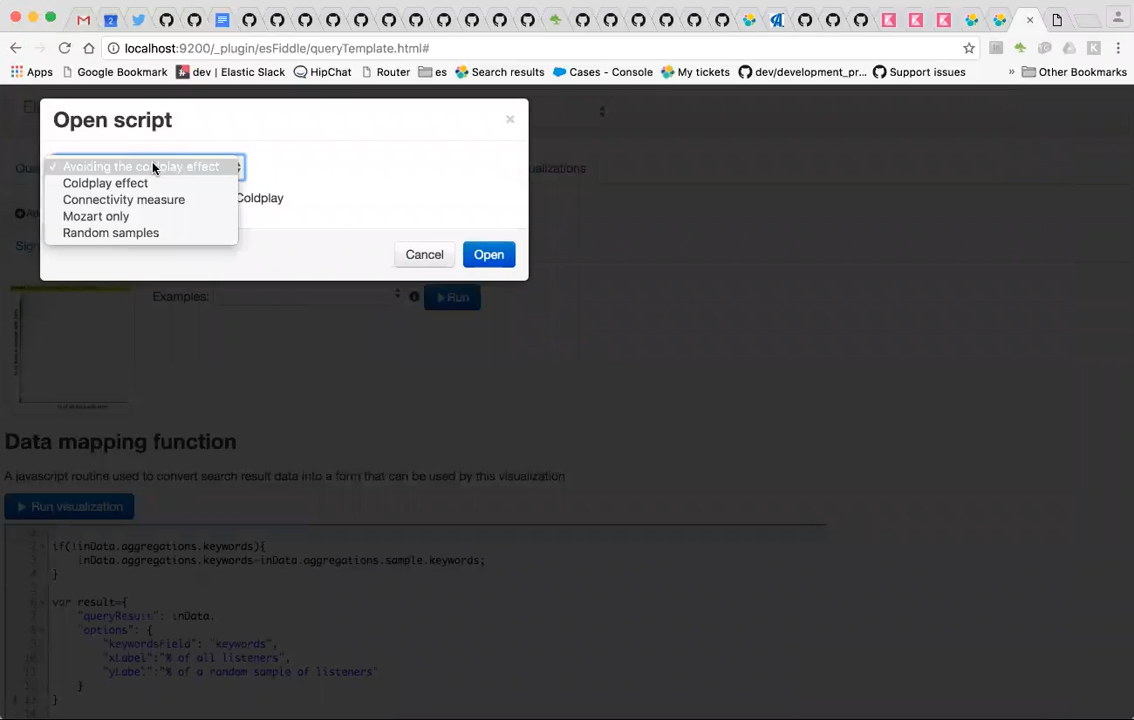 localhost:9200/_plugin/esFiddle/queryTemplate.html#
Apps Google Bookmark dev | Elastic Slack HipChat Router es Search results Cases - Console My tickets dev/development_pr... Support issues » Other Bookmarks
Open script ×
Avoiding the coldplay effect
Coldplay effect
Connectivity measure
Mozart only
Random samples
Coldplay
Cancel Open
Examples: Run
Data mapping function
A javascript routine used to convert search result data into a form that can be used by this visualization
Run visualization
if(!inData.aggregations.keywords){
inData.aggregations.keywords=inData.aggregations.sample.keywords;
}
var result={
"queryResult": inData,
"options": {
"keywordsField": "keywords",
"xLabel":"% of all listeners",
"yLabel":"% of a random sample of listeners"
}
}